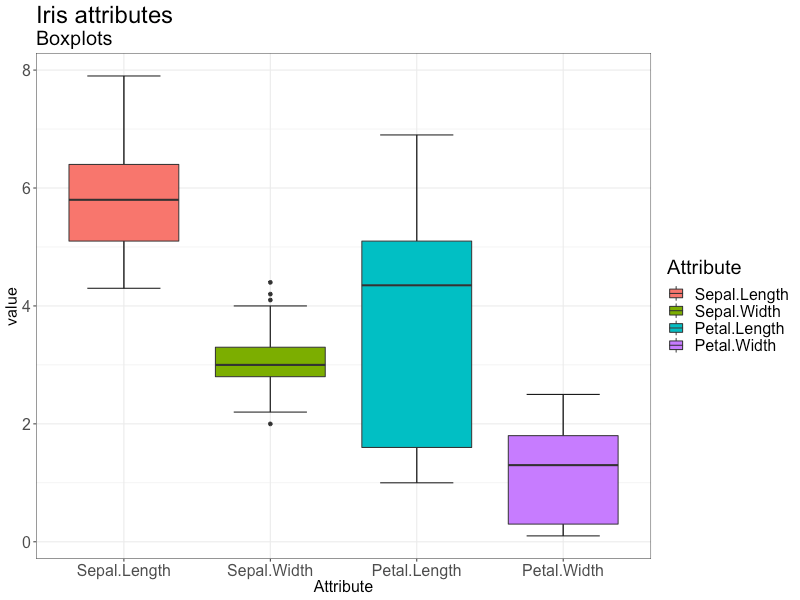 Iris attributes
Boxplots
8
6
4
2
0
value
Sepal.Length Sepal.Width Petal.Length Petal.Width
Attribute
Attribute
Sepal.Length
Sepal.Width
Petal.Length
Petal.Width